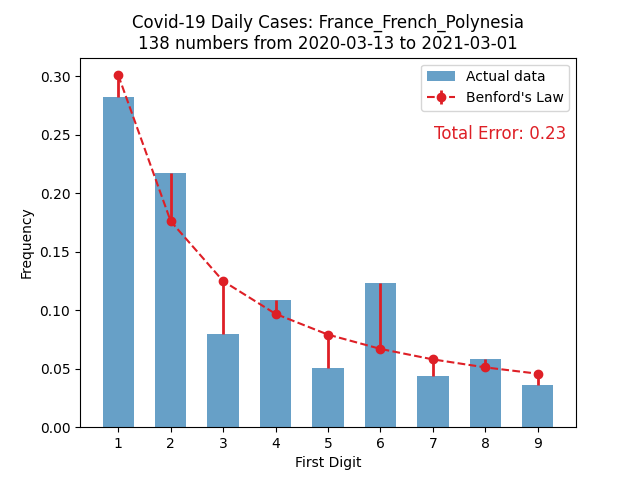 Covid-19 Daily Cases: France_French_Polynesia
138 numbers from 2020-03-13 to 2021-03-01
Actual data
Benford's Law
Total Error: 0.23
Frequency
0.30
0.25
0.20
0.15
0.10
0.05
0.00
1 2 3 4 5 6 7 8 9
First Digit